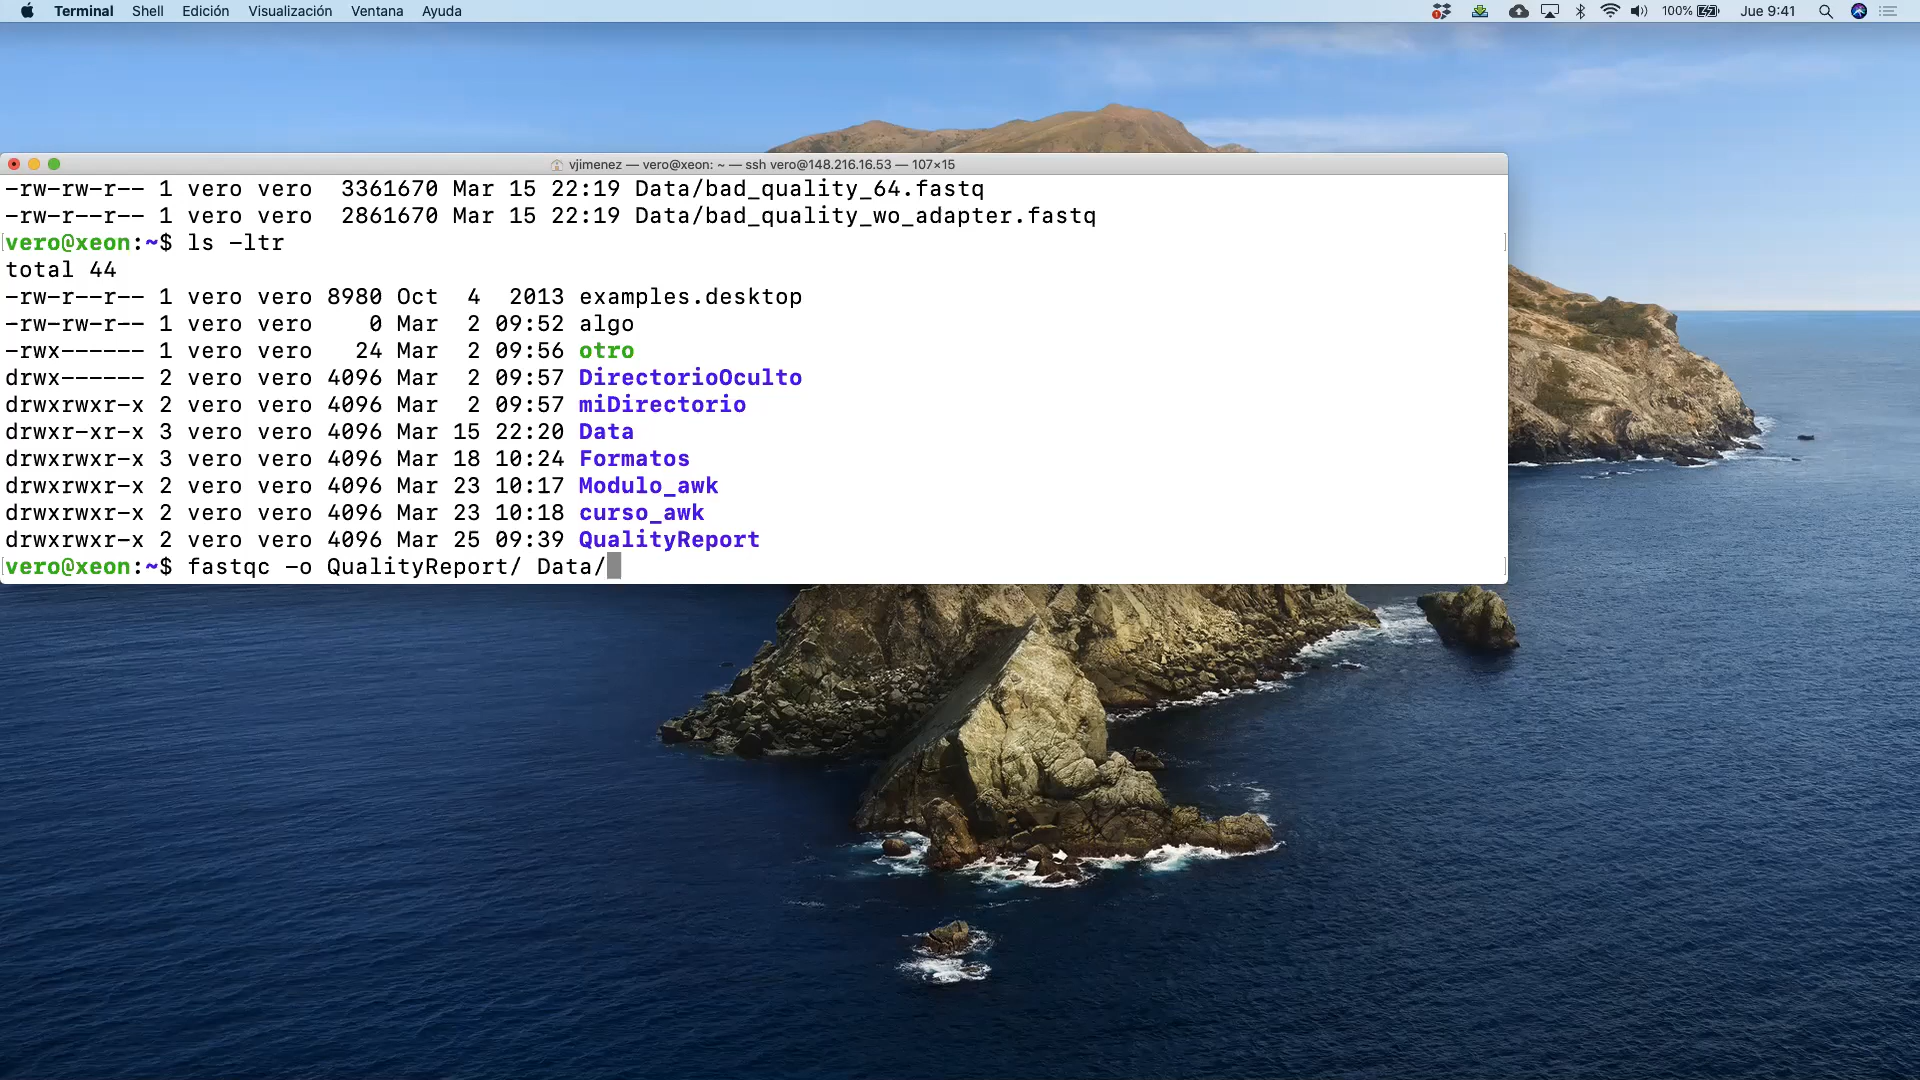 Terminal Shell Edición Visualización Ventana Ayuda 100% Jue 9:41
vjimenez — vero@xeon: ~ — ssh vero@148.216.16.53 — 107×15
-rw-rw-r-- 1 vero vero  3361670 Mar 15 22:19 Data/bad_quality_64.fastq
-rw-rw-r-- 1 vero vero  2861670 Mar 15 22:19 Data/bad_quality_wo_adapter.fastq
[vero@xeon:~$ ls -ltr ]
total 44
-rw-r--r-- 1 vero vero 8980 Oct  4  2013 examples.desktop
-rw-rw-r-- 1 vero vero    0 Mar  2 09:52 algo
-rwx------ 1 vero vero   24 Mar  2 09:56 otro
drwx------ 2 vero vero 4096 Mar  2 09:57 DirectorioOculto
drwxrwxr-x 2 vero vero 4096 Mar  2 09:57 miDirectorio
drwxr-xr-x 3 vero vero 4096 Mar 15 22:20 Data
drwxrwxr-x 3 vero vero 4096 Mar 18 10:24 Formatos
drwxrwxr-x 2 vero vero 4096 Mar 23 10:17 Modulo_awk
drwxrwxr-x 2 vero vero 4096 Mar 23 10:18 curso_awk
drwxrwxr-x 2 vero vero 4096 Mar 25 09:39 QualityReport
[vero@xeon:~$ fastqc -o QualityReport/ Data/ ]